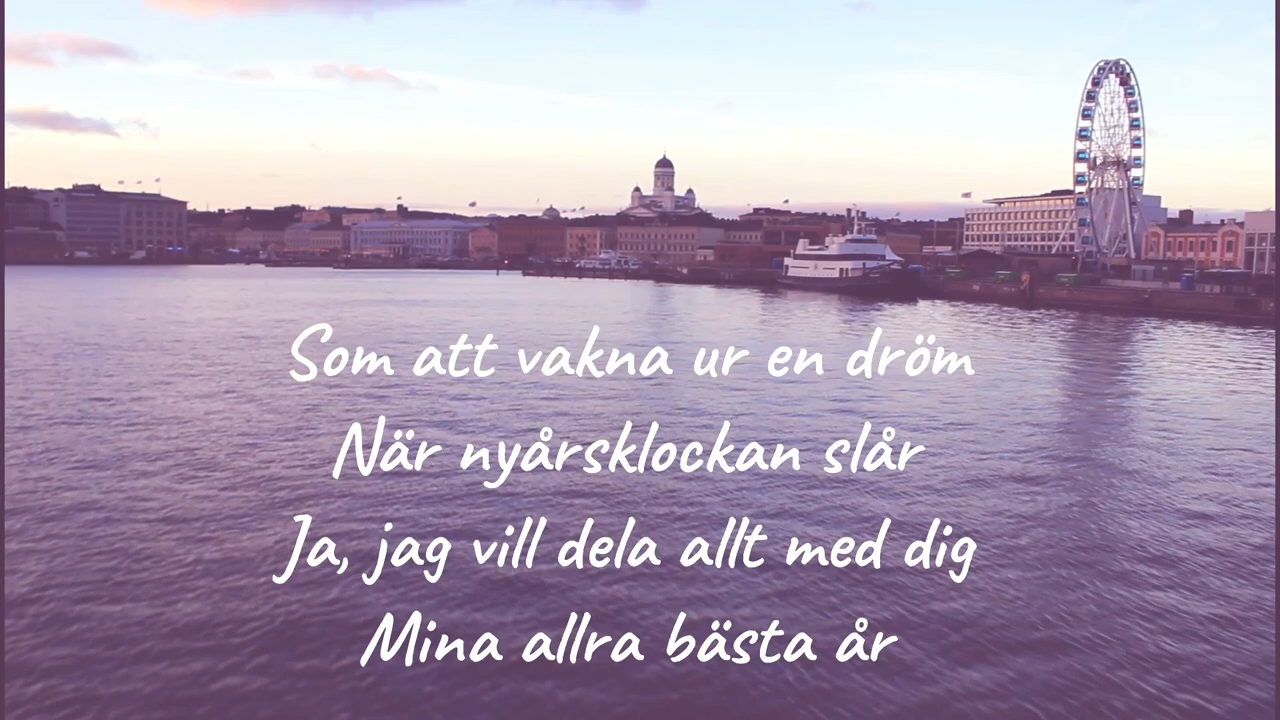 Som att vakna ur en dröm
När nyårsklockan slår
Ja, jag vill dela allt med dig
Mina allra bästa år